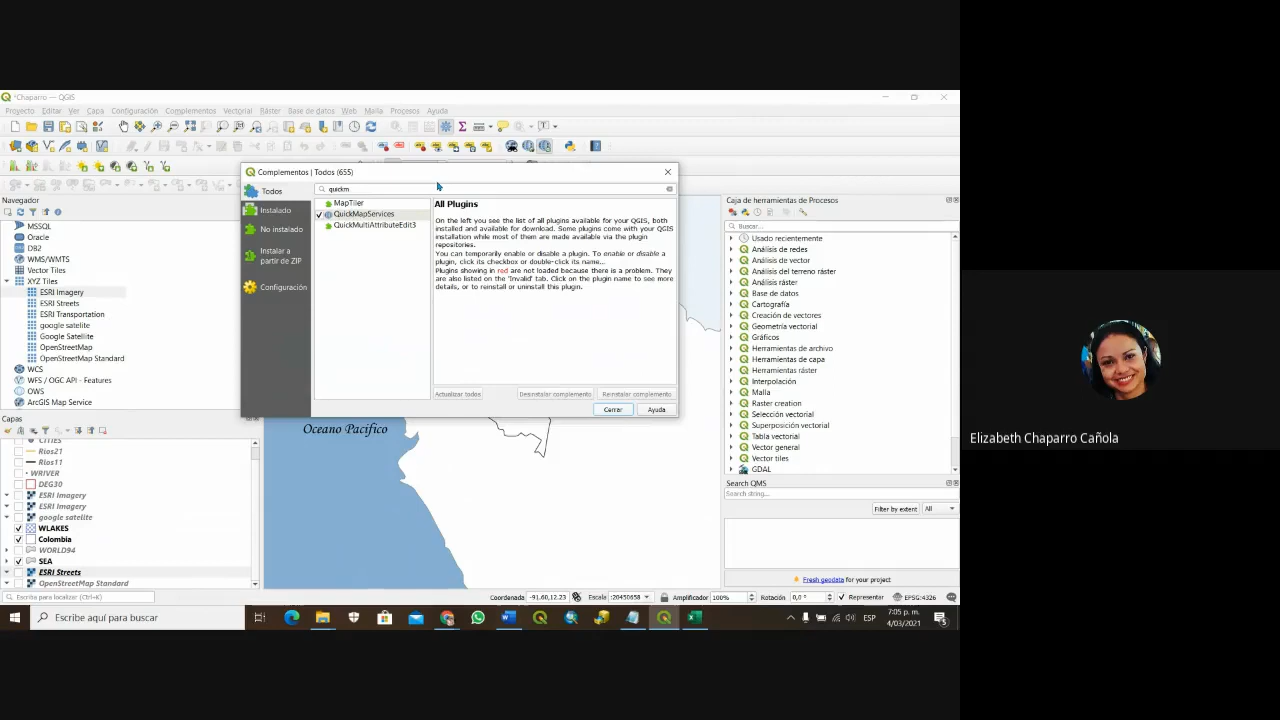 *Chaparro — QGIS
Proyecto Editar Ver Capa Configuración Complementos Vectorial Ráster Base de datos Web Malla Procesos Ayuda
Complementos | Todos (655)
quickm
Todos
Instalado
No instalado
Instalar a
partir de ZIP
Configuración
MapTiler
QuickMapServices
QuickMultiAttributeEdit3
All Plugins
On the left you see the list of all plugins available for your QGIS, both
installed and available for download. Some plugins come with your QGIS
installation while most of them are made available via the plugin
repositories.
You can temporarily enable or disable a plugin. To enable or disable a
plugin, click its checkbox or double-click its name...
Plugins showing in red are not loaded because there is a problem. They
are also listed on the 'Invalid' tab. Click on the plugin name to see more
details, or to reinstall or uninstall this plugin.
Actualizar todos Desinstalar complemento Reinstalar complemento
Cerrar Ayuda
Navegador
MSSQL
Oracle
DB2
WMS/WMTS
Vector Tiles
XYZ Tiles
ESRI Imagery
ESRI Streets
ESRI Transportation
google satelite
Google Satellite
OpenStreetMap
OpenStreetMap Standard
WCS
WFS / OGC API - Features
OWS
ArcGIS Map Service
Capas
CITIES
Rios21
Rios11
WRIVER
DEG30
ESRI Imagery
ESRI Imagery
google satelite
WLAKES
Colombia
WORLD94
SEA
ESRI Streets
OpenStreetMap Standard
Oceano Pacifico
Caja de herramientas de Procesos
Buscar...
Usado recientemente
Análisis de redes
Análisis de vector
Análisis del terreno ráster
Análisis ráster
Base de datos
Cartografía
Creación de vectores
Geometría vectorial
Gráficos
Herramientas de archivo
Herramientas de capa
Herramientas ráster
Interpolación
Malla
Raster creation
Selección vectorial
Superposición vectorial
Tabla vectorial
Vector general
Vector tiles
GDAL
Search QMS
Search string...
Filter by extent All
Fresh geodata for your project
Escriba para localizar (Ctrl+K)
Coordenada -91.60,12.23 Escala :20450658 Amplificador 100% Rotación 0,0 ° Representar EPSG:4326
Escribe aquí para buscar
ESP
7:05 p. m.
4/03/2021
5
Elizabeth Chaparro Cañola